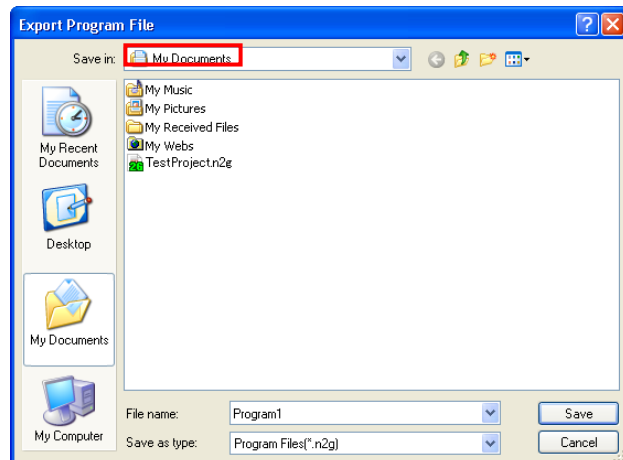 Export Program File
Save in: My Documents
My Recent
Documents
Desktop
My Documents
My Computer
My Music
My Pictures
My Received Files
My Webs
TestProject.n2g
File name: Program1 Save
Save as type: Program Files(*.n2g) Cancel